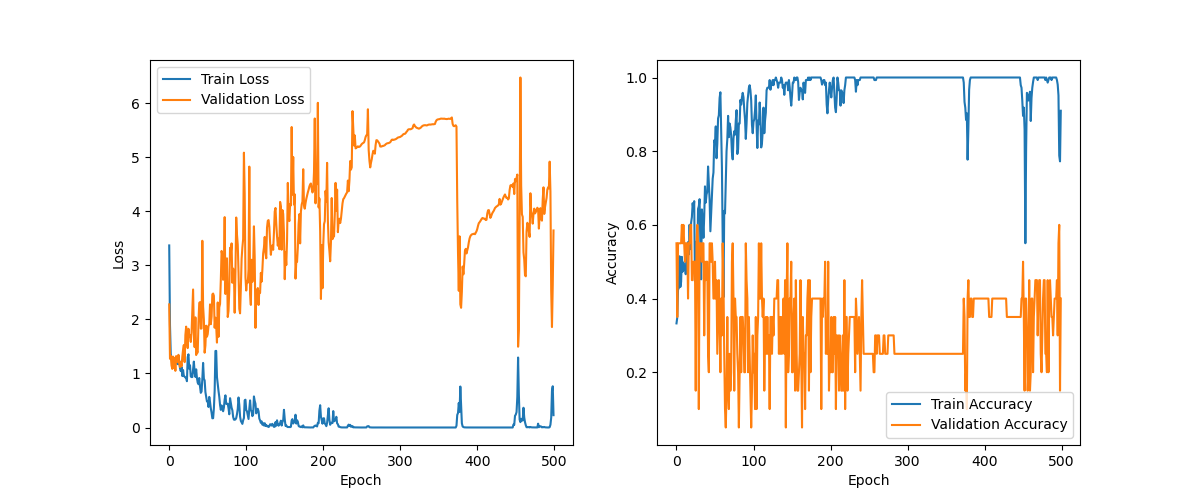 Train Loss
Validation Loss
Loss
6
5
4
3
2
1
0
0 100 200 300 400 500
Epoch
Accuracy
1.0
0.8
0.6
0.4
0.2
Train Accuracy
Validation Accuracy
0 100 200 300 400 500
Epoch